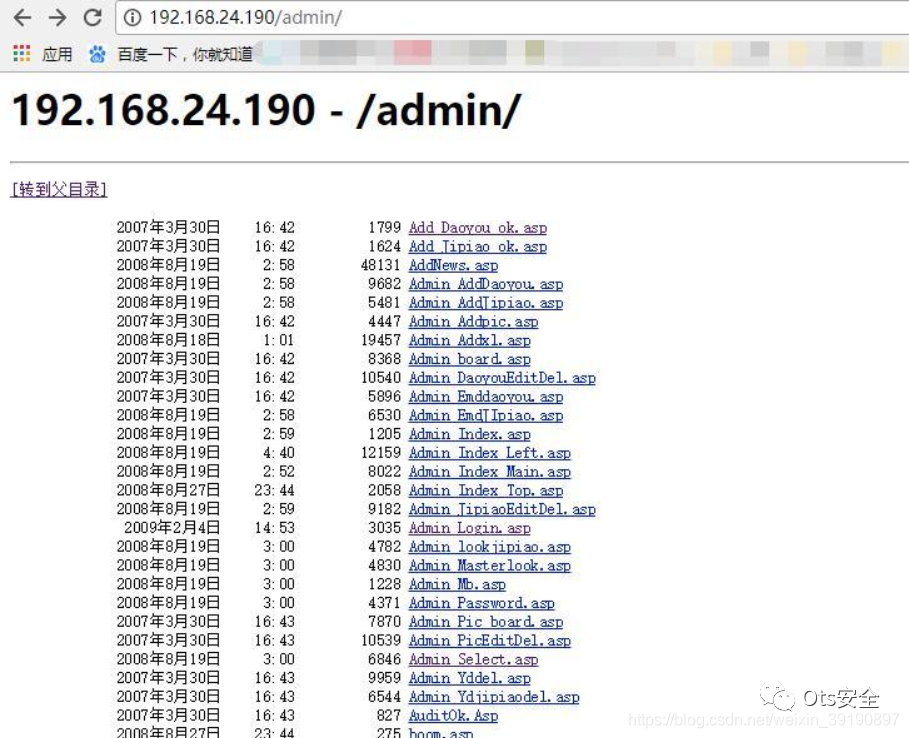 192.168.24.190/admin/
应用 百度一下，你就知道
192.168.24.190 - /admin/
[转到父目录]
2007年3月30日 16:42 1799 Add_Daoyou_ok.asp
2007年3月30日 16:42 1624 Add_Jipiao_ok.asp
2008年8月19日 2:58 48131 AddNews.asp
2008年8月19日 2:58 9682 Admin_AddDaoyou.asp
2008年8月19日 2:58 5481 Admin_AddJipiao.asp
2007年3月30日 16:42 4447 Admin_Addpic.asp
2008年8月18日 1:01 19457 Admin_Addxl.asp
2007年3月30日 16:42 8368 Admin_board.asp
2007年3月30日 16:42 10540 Admin_DaoyouEditDel.asp
2007年3月30日 16:42 5896 Admin_Emddaoyou.asp
2008年8月19日 2:58 6530 Admin_EmdJIpiao.asp
2008年8月19日 2:59 1205 Admin_Index.asp
2008年8月19日 4:40 12159 Admin_Index_Left.asp
2008年8月19日 2:52 8022 Admin_Index_Main.asp
2008年8月27日 23:44 2058 Admin_Index_Top.asp
2008年8月19日 2:59 9182 Admin_JipiaoEditDel.asp
2009年2月4日 14:53 3035 Admin_Login.asp
2008年8月19日 3:00 4782 Admin_lookjipiao.asp
2008年8月19日 3:00 4830 Admin_Masterlook.asp
2008年8月19日 3:00 1228 Admin_Mb.asp
2008年8月19日 3:00 4371 Admin_Password.asp
2007年3月30日 16:43 7870 Admin_Pic_board.asp
2007年3月30日 16:43 10539 Admin_PicEditDel.asp
2008年8月19日 3:00 6846 Admin_Select.asp
2007年3月30日 16:43 9959 Admin_Yddel.asp
2007年3月30日 16:43 6544 Admin_Ydjipiaodel.asp
2007年3月30日 16:43 827 AuditOk.Asp
2008年8月27日 23:44 275 boom.asp
Ots安全
https://blog.csdn.net/weixin_39190897